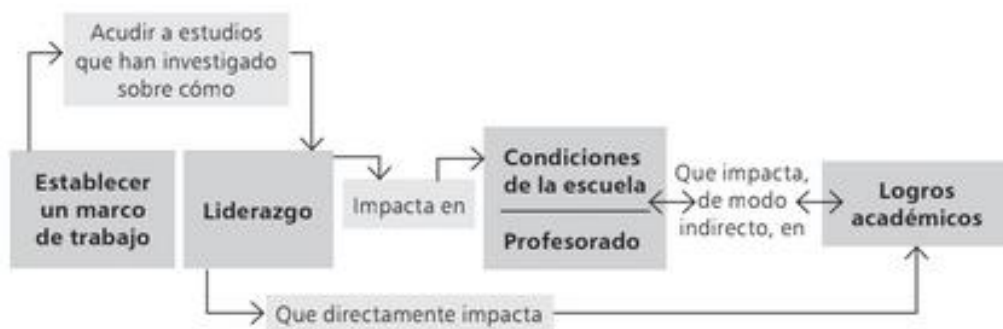 Acudir a estudios
que han investigado
sobre cómo
Establecer
un marco
de trabajo
Liderazgo
Impacta en
Condiciones
de la escuela
Profesorado
Que impacta,
de modo
indirecto, en
Logros
académicos
Que directamente impacta